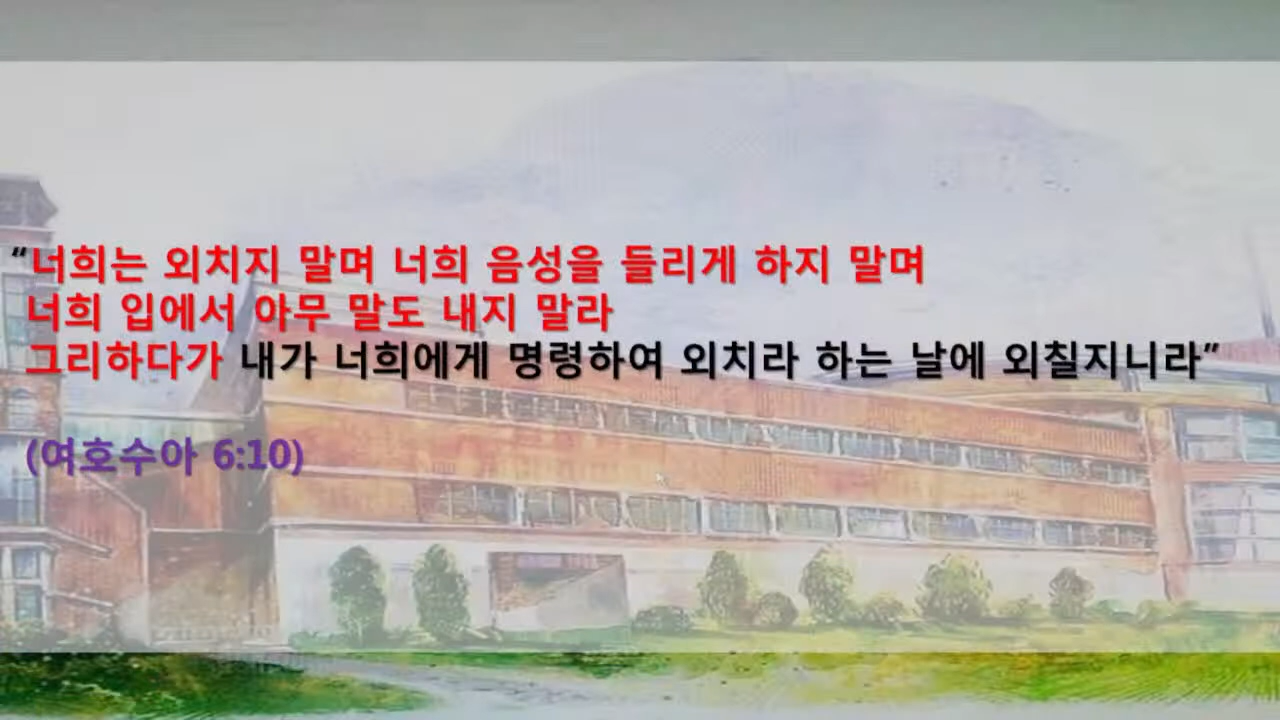 “너희는 외치지 말며 너희 음성을 들리게 하지 말며
너희 입에서 아무 말도 내지 말라
그리하다가 내가 너희에게 명령하여 외치라 하는 날에 외칠지니라”
(여호수아 6:10)